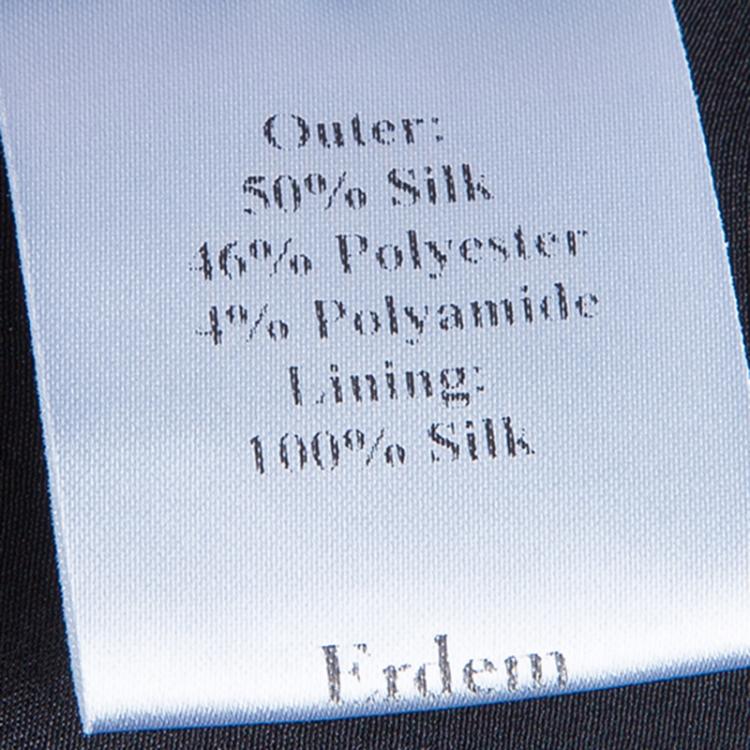 Outer:
50% Silk
46% Polyester
4% Polyamide
Lining:
100% Silk
Erdem